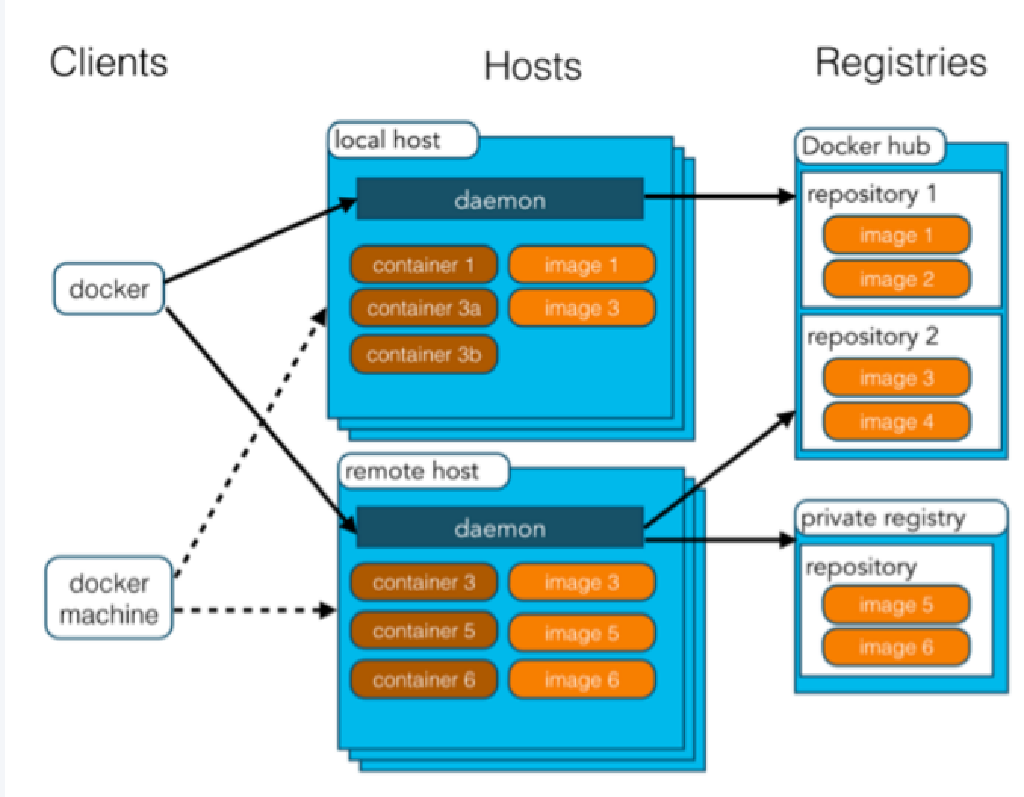 Clients
Hosts
Registries
docker
docker
machine
local host
daemon
container 1
image 1
container 3a
image 3
container 3b
remote host
daemon
container 3
image 3
container 5
image 5
container 6
image 6
Docker hub
repository 1
image 1
image 2
repository 2
image 3
image 4
private registry
repository
image 5
image 6